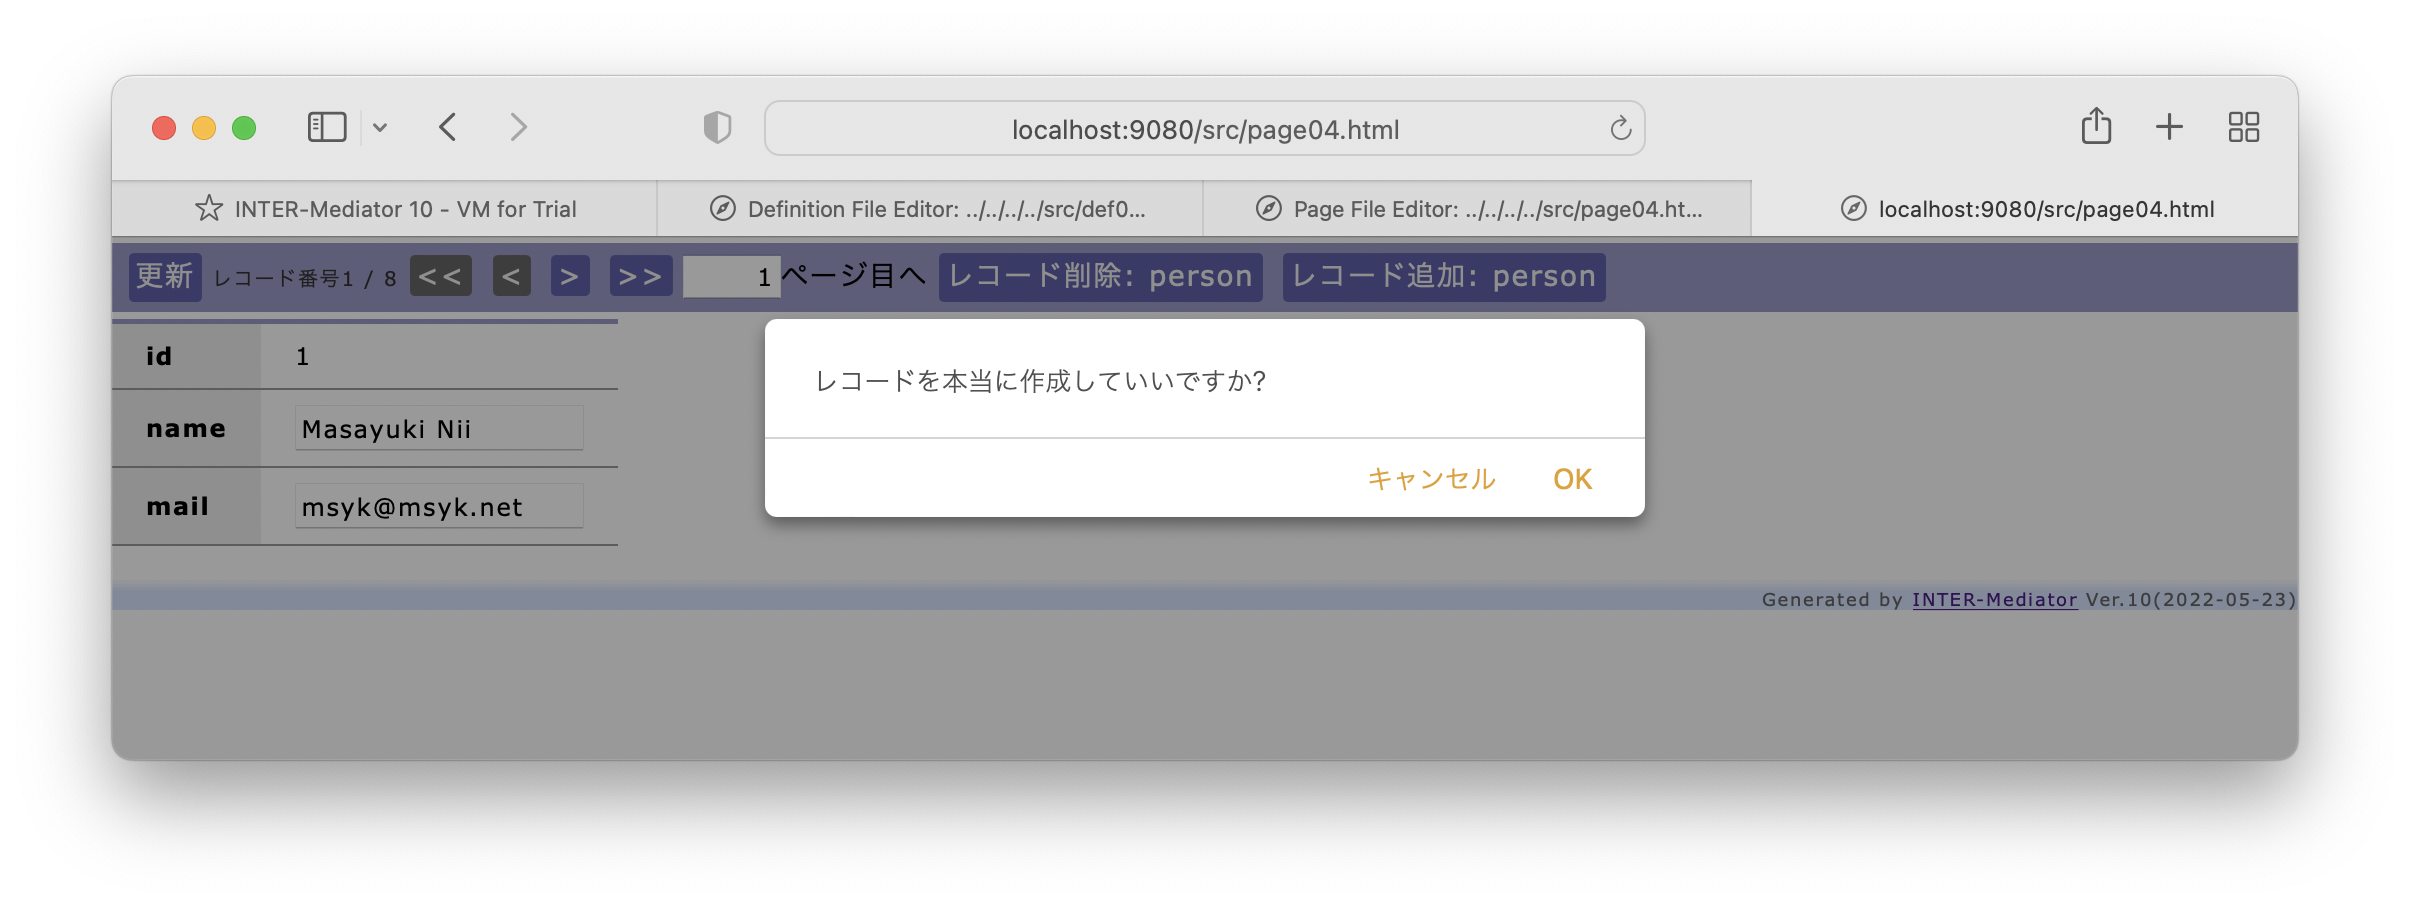 localhost:9080/src/page04.html
INTER-Mediator 10 - VM for Trial
Definition File Editor: ../../../../src/def0...
Page File Editor: ../../../../src/page04.ht...
localhost:9080/src/page04.html
更新 レコード番号1 / 8 << < > >> 1 ページ目へ レコード削除: person レコード追加: person
id 1
name Masayuki Nii
mail msyk@msyk.net
レコードを本当に作成していいですか?
キャンセル OK
Generated by INTER-Mediator Ver.10(2022-05-23)